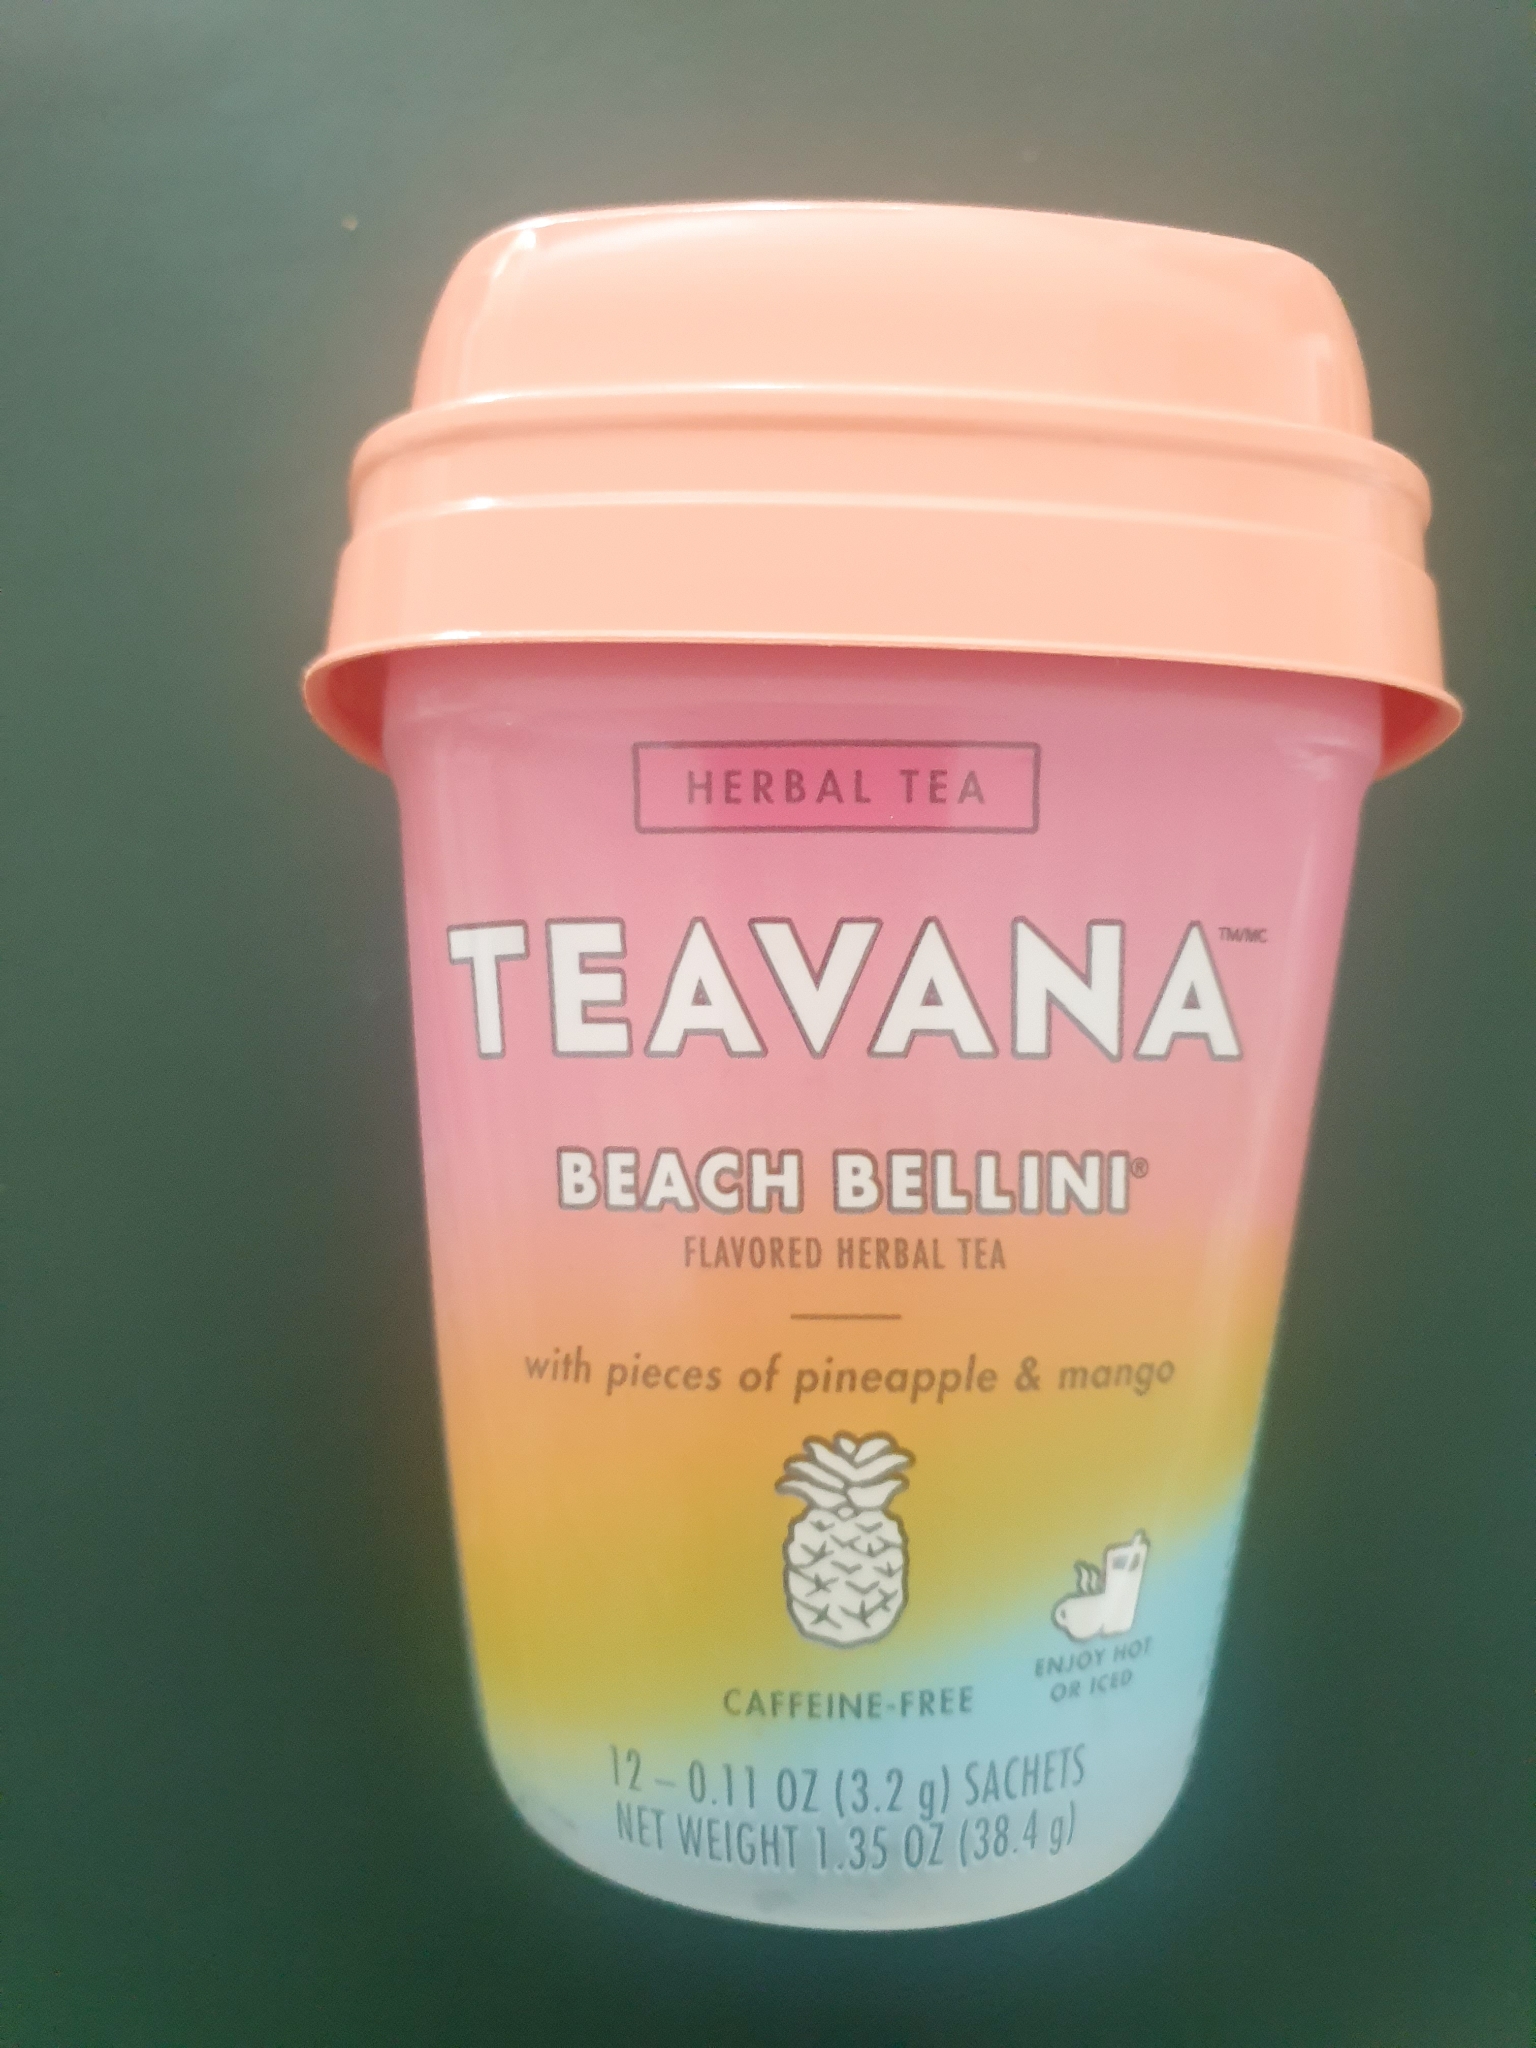 HERBAL TEA
TEAVANA™/MC
BEACH BELLINI®
FLAVORED HERBAL TEA
with pieces of pineapple & mango
CAFFEINE-FREE
ENJOY HOT
OR ICED
12 – 0.11 OZ (3.2 g) SACHETS
NET WEIGHT 1.35 OZ (38.4 g)